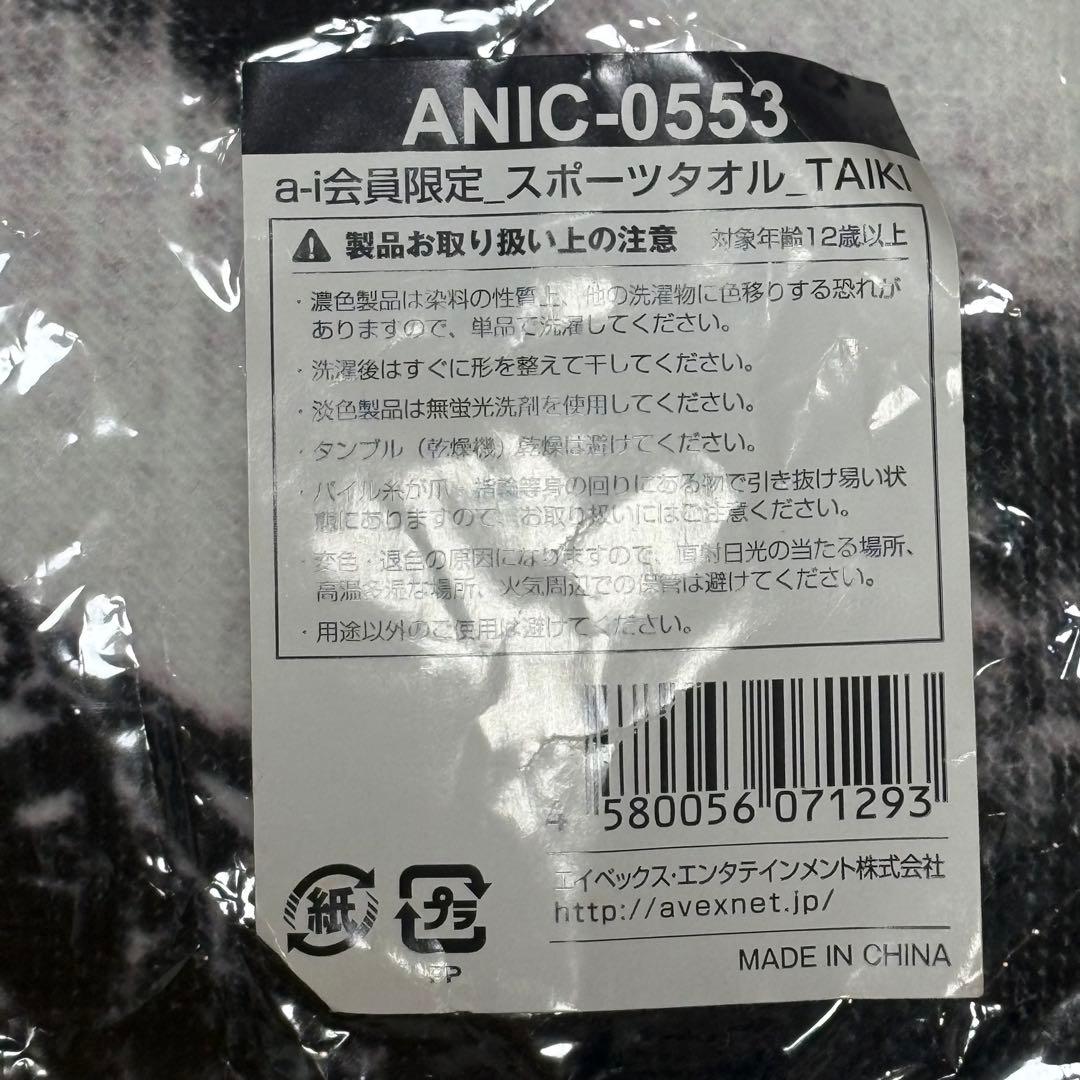 ANIC-0553
a-i会員限定_スポーツタオル_TAIKI
製品お取り扱い上の注意 対象年齢12歳以上
・濃色製品は染料の性質上、他の洗濯物に色移りする恐れが
ありますので、単品で洗濯してください。
・洗濯後はすぐに形を整えて干してください。
・淡色製品は無蛍光洗剤を使用してください。
・タンブル(乾燥機)乾燥は避けてください。
・パイル糸が爪・指輪等身の回りにある物で引き抜け易い状
態にありますので、お取り扱いにはご注意ください。
・変色・退色の原因になりますので、直射日光の当たる場所、
高温多湿な場所、火気周辺での保管は避けてください。
・用途以外のご使用は避けてください。
4 580056 071293
エイベックス・エンタテインメント株式会社
http://avexnet.jp/
紙
プラ
PP
MADE IN CHINA